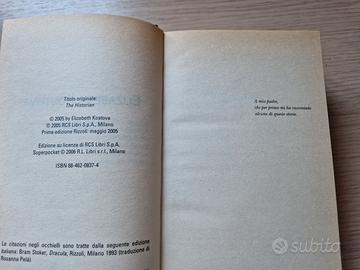 Titolo originale:
The Historian
© 2005 by Elizabeth Kostova
© 2005 RCS Libri S.p.A., Milano
Prima edizione Rizzoli: maggio 2005
Edizione su licenza di RCS Libri S.p.A.
Superpocket © 2006 R.L. Libri s.r.l., Milano
ISBN 88-462-0837-4
Le citazioni negli occhielli sono tratte dalla seguente edizione
italiana: Bram Stoker, Dracula, Rizzoli, Milano 1993 (traduzione di
Rosanna Pelà).
A mio padre,
che per primo mi ha raccontato
alcune di queste storie.
subito